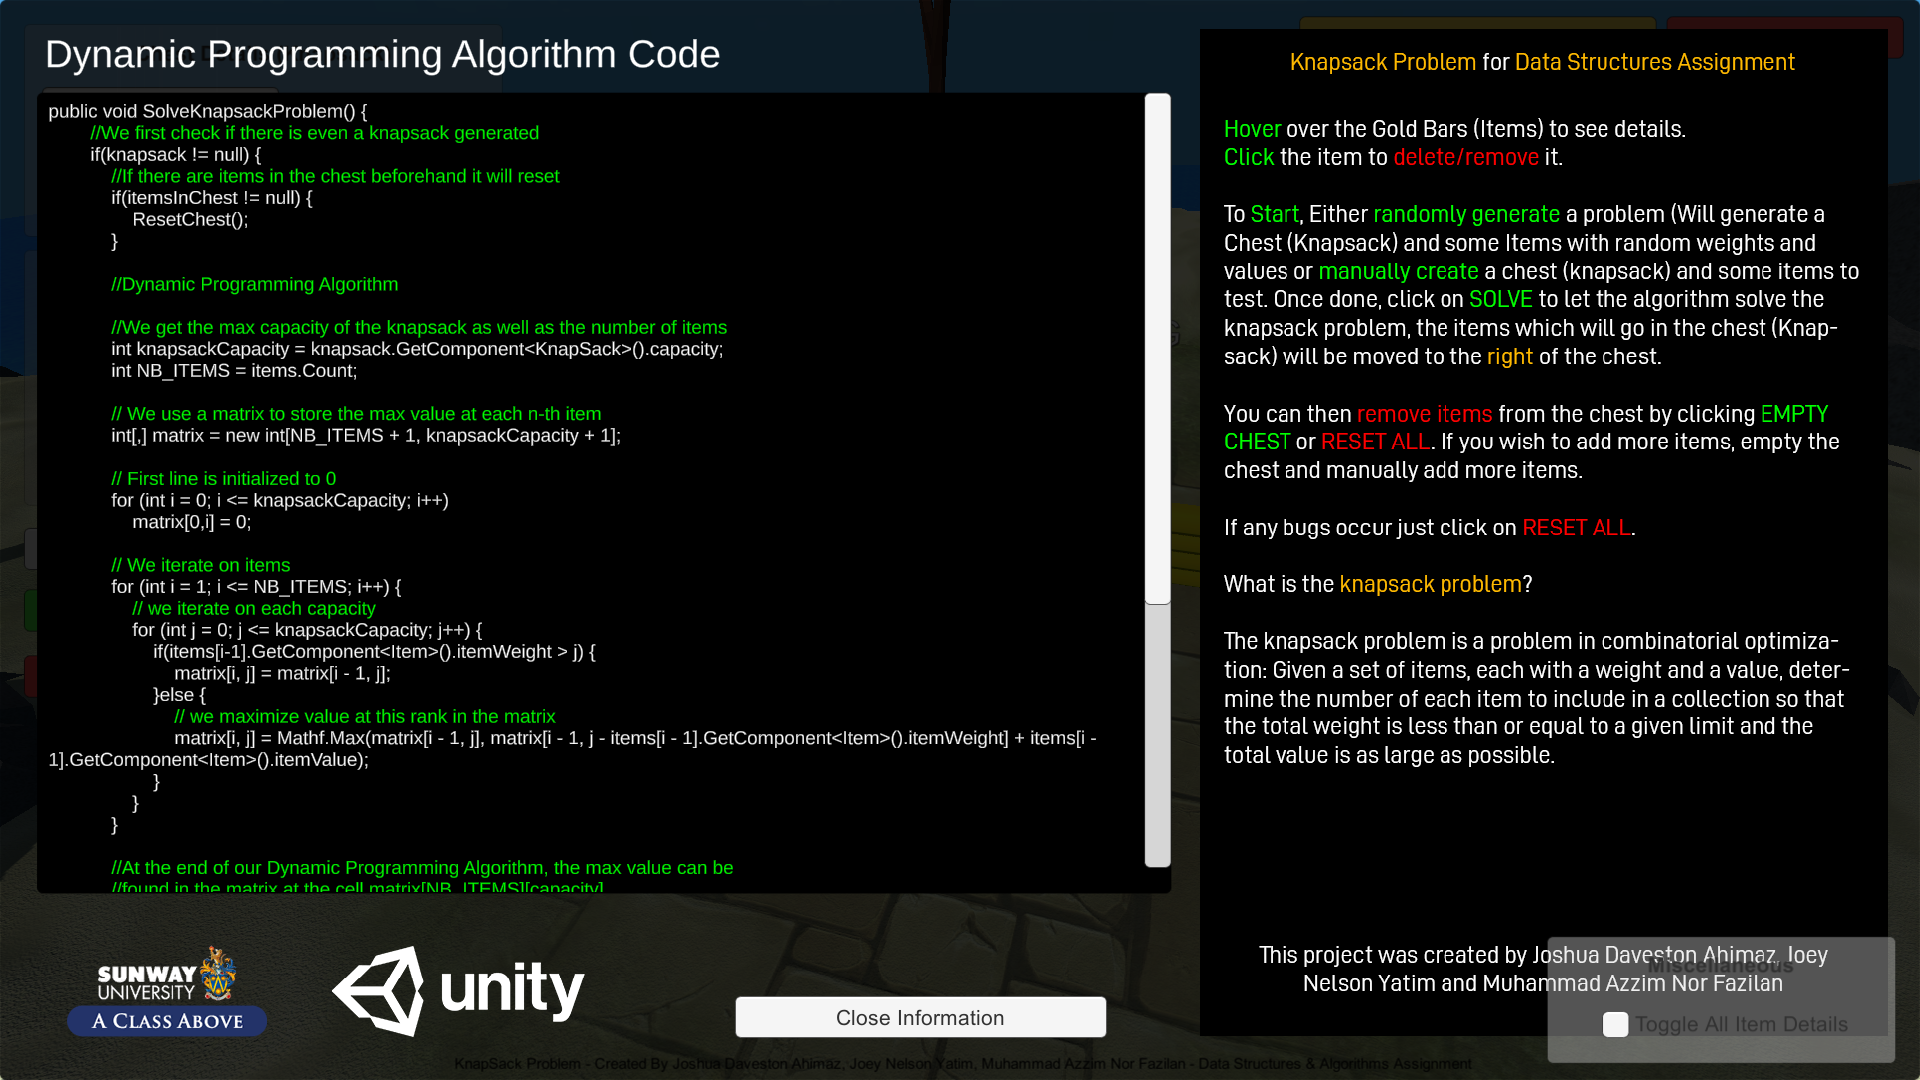 Dynamic Programming Algorithm Code
public void SolveKnapsackProblem() {
//We first check if there is even a knapsack generated
if(knapsack != null) {
//If there are items in the chest beforehand it will reset
if(itemsInChest != null) {
ResetChest();
}
//Dynamic Programming Algorithm
//We get the max capacity of the knapsack as well as the number of items
int knapsackCapacity = knapsack.GetComponent<KnapSack>().capacity;
int NB_ITEMS = items.Count;
// We use a matrix to store the max value at each n-th item
int[,] matrix = new int[NB_ITEMS + 1, knapsackCapacity + 1];
// First line is initialized to 0
for (int i = 0; i <= knapsackCapacity; i++)
matrix[0,i] = 0;
// We iterate on items
for (int i = 1; i <= NB_ITEMS; i++) {
// we iterate on each capacity
for (int j = 0; j <= knapsackCapacity; j++) {
if(items[i-1].GetComponent<Item>().itemWeight > j) {
matrix[i, j] = matrix[i - 1, j];
}else {
// we maximize value at this rank in the matrix
matrix[i, j] = Mathf.Max(matrix[i - 1, j], matrix[i - 1, j - items[i - 1].GetComponent<Item>().itemWeight] + items[i -
1].GetComponent<Item>().itemValue);
}
}
}
//At the end of our Dynamic Programming Algorithm, the max value can be
//found in the matrix at the cell matrix[NB_ITEMS][capacity]
Knapsack Problem for Data Structures Assignment
Hover over the Gold Bars (Items) to see details.
Click the item to delete/remove it.
To Start, Either randomly generate a problem (Will generate a
Chest (Knapsack) and some Items with random weights and
values or manually create a chest (knapsack) and some items to
test. Once done, click on SOLVE to let the algorithm solve the
knapsack problem, the items which will go in the chest (Knap-
sack) will be moved to the right of the chest.
You can then remove items from the chest by clicking EMPTY
CHEST or RESET ALL. If you wish to add more items, empty the
chest and manually add more items.
If any bugs occur just click on RESET ALL.
What is the knapsack problem?
The knapsack problem is a problem in combinatorial optimiza-
tion: Given a set of items, each with a weight and a value, deter-
mine the number of each item to include in a collection so that
the total weight is less than or equal to a given limit and the
total value is as large as possible.
This project was created by Joshua Daveston Ahimaz, Joey
Nelson Yatim and Muhammad Azzim Nor Fazilan
Miscellaneous
Toggle All Item Details
SUNWAY
UNIVERSITY
A CLASS ABOVE
unity
Close Information
KnapSack Problem - Created By Joshua Daveston Ahimaz, Joey Nelson Yatim, Muhammad Azzim Nor Fazilan - Data Structures & Algorithms Assignment